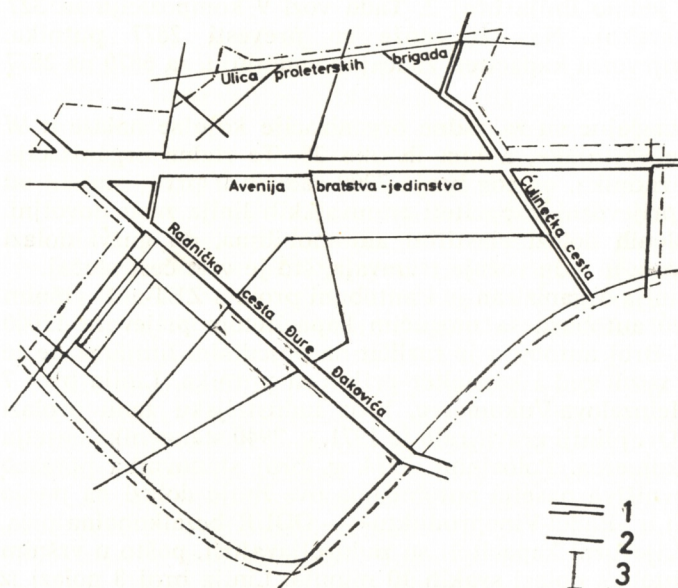 Ulica proleterskih brigada
Avenija bratstva-jedinstva
Čulinečka cesta
Radnička cesta Đure Đakovića
1
2
3